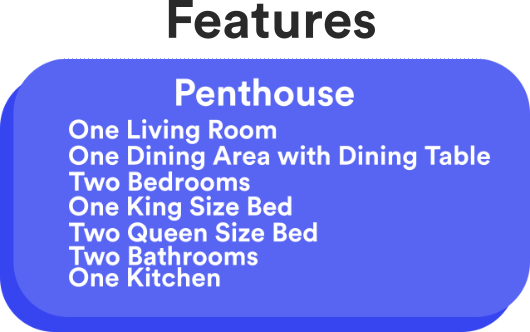 Features
Penthouse
One Living Room
One Dining Area with Dining Table
Two Bedrooms
One King Size Bed
Two Queen Size Bed
Two Bathrooms
One Kitchen